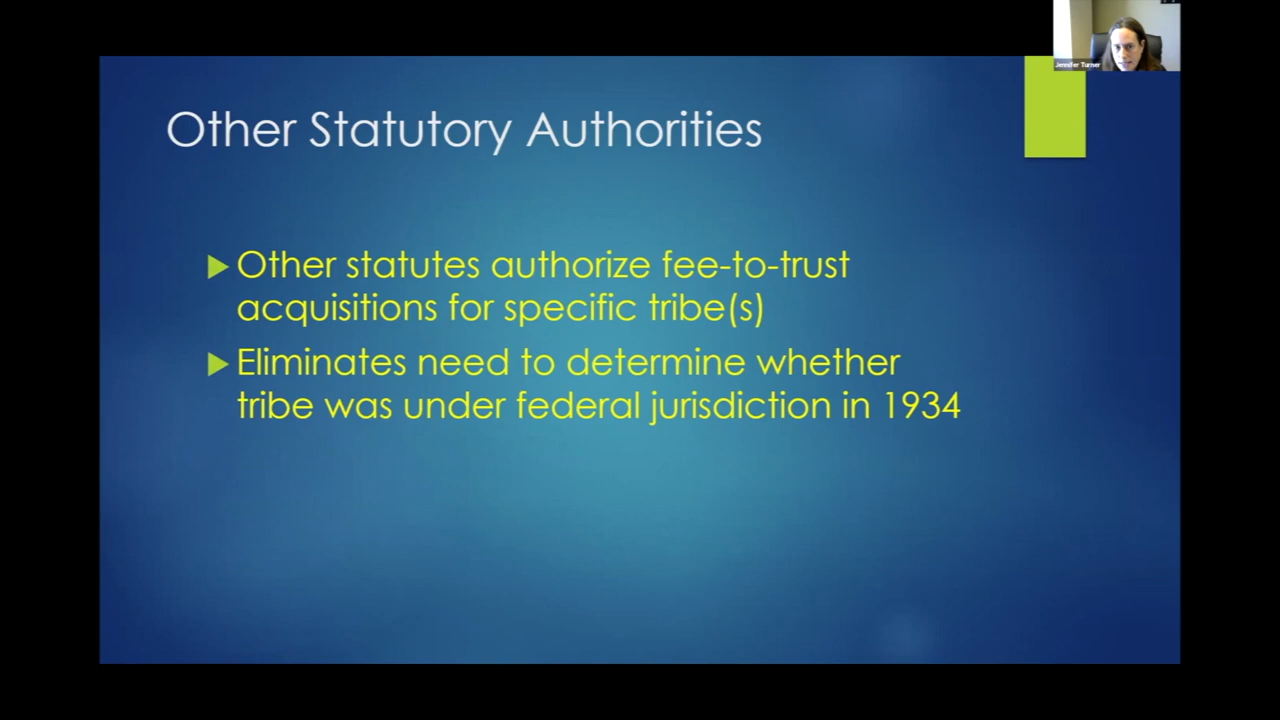 Jennifer Turner
Other Statutory Authorities
Other statutes authorize fee-to-trust
acquisitions for specific tribe(s)
Eliminates need to determine whether
tribe was under federal jurisdiction in 1934